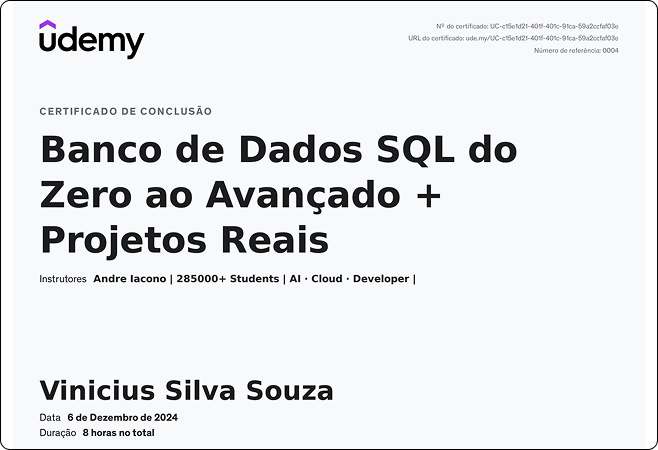 udemy
Nº do certificado: UC-c15e1d21-401f-401c-91ca-59a2ccfaf03e
URL do certificado: ude.my/UC-c15e1d21-401f-401c-91ca-59a2ccfaf03e
Número de referência: 0004
CERTIFICADO DE CONCLUSÃO
Banco de Dados SQL do
Zero ao Avançado +
Projetos Reais
Instrutores Andre Iacono | 285000+ Students | AI · Cloud · Developer |
Vinicius Silva Souza
Data 6 de Dezembro de 2024
Duração 8 horas no total